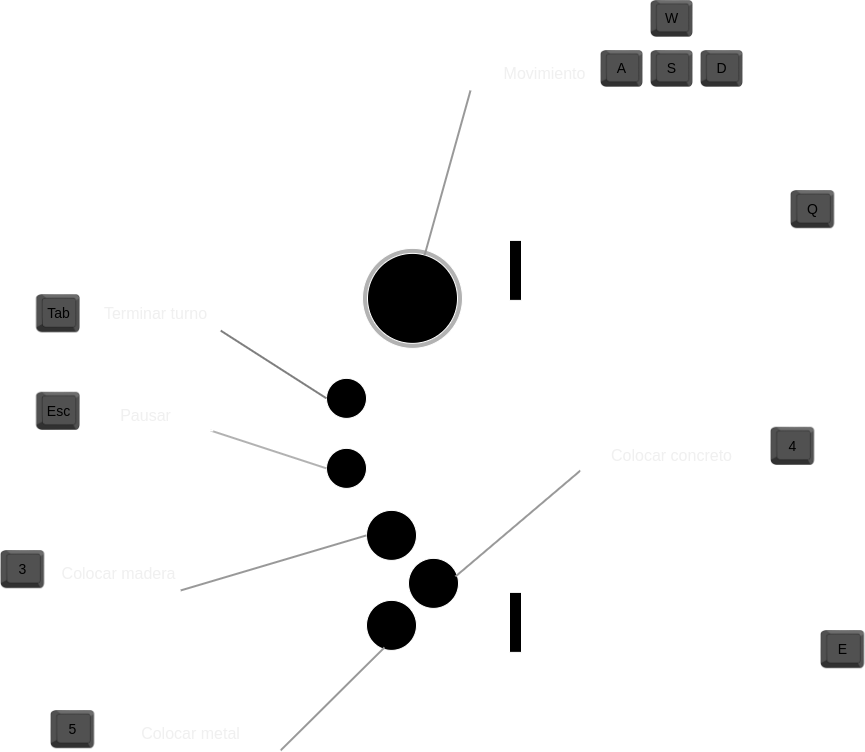 W
Movimiento
A S D
Q
Tab
Terminar turno
Esc
Pausar
Colocar concreto
4
3
Colocar madera
E
5
Colocar metal